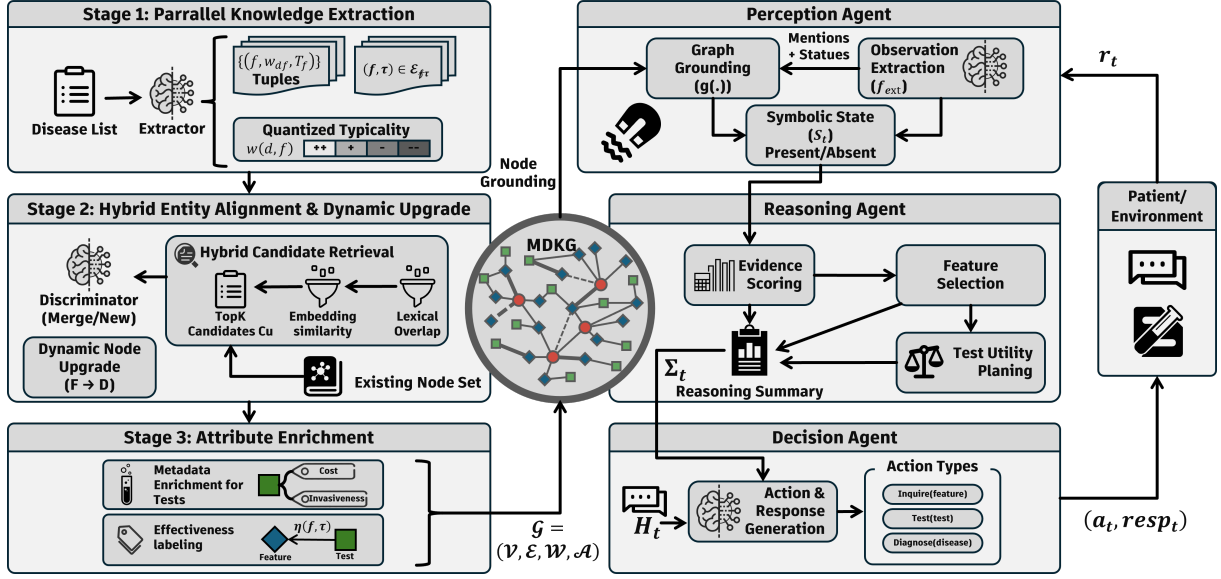 Stage 1: Parrallel Knowledge Extraction
Disease List
Extractor
{(f, w_df, T_f)}
Tuples
(f, τ) ∈ ℰ_fτ
Quantized Typicality
w(d, f)
++
+
-
--
Stage 2: Hybrid Entity Alignment & Dynamic Upgrade
Hybrid Candidate Retrieval
Discriminator
(Merge/New)
TopK
Candidates Cu
Embedding
similarity
Lexical
Overlap
Dynamic Node
Upgrade
(F → D)
Existing Node Set
Stage 3: Attribute Enrichment
Metadata
Enrichment for
Tests
Cost
Invasiveness
Effectiveness
labeling
η(f, τ)
Feature
Test
Node
Grounding
MDKG
𝒢 =
(𝒱, ℰ, 𝒲, 𝒜)
Perception Agent
Graph
Grounding
(g(.))
Mentions
+ Statues
Observation
Extraction
(f_ext)
Symbolic State
(S_t)
Present/Absent
Reasoning Agent
Evidence
Scoring
Feature
Selection
Σ_t
Reasoning Summary
Test Utility
Planing
Decision Agent
H_t
Action &
Response
Generation
Action Types
Inquire(feature)
Test(test)
Diagnose(disease)
r_t
Patient/
Environment
(a_t, resp_t)